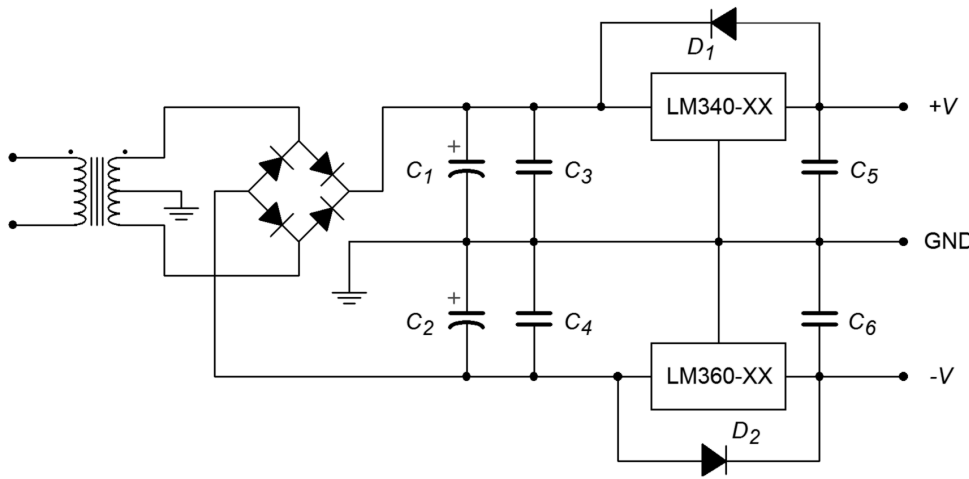 D1
LM340-XX
+V
+
C1
C3
C5
GND
+
C2
C4
C6
LM360-XX
-V
D2